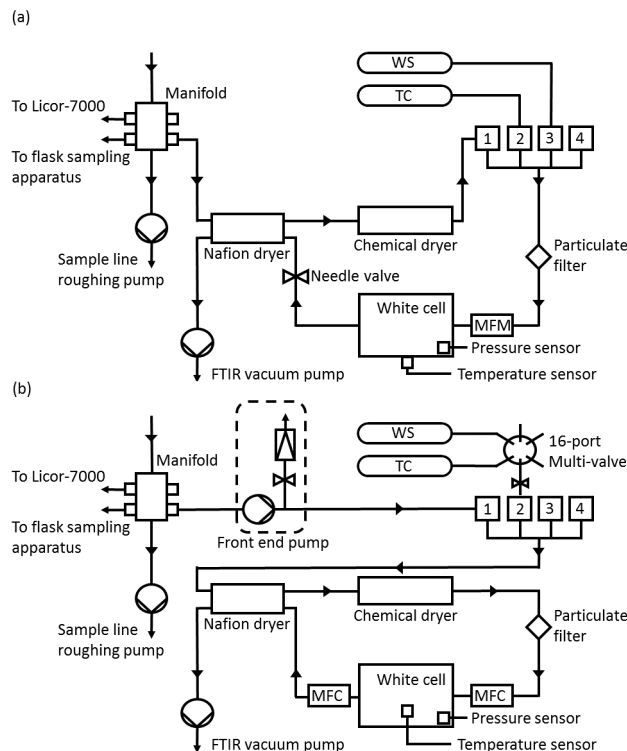 (a)
WS
Manifold
To Licor-7000
TC
To flask sampling
apparatus
1 2 3 4
Nafion dryer
Chemical dryer
Particulate
filter
Sample line
roughing pump
Needle valve
White cell
MFM
Pressure sensor
FTIR vacuum pump
Temperature sensor
(b)
WS
16-port
Multi-valve
Manifold
To Licor-7000
TC
To flask sampling
apparatus
1 2 3 4
Front end pump
Nafion dryer
Chemical dryer
Particulate
filter
Sample line
roughing pump
White cell
MFC
MFC
Pressure sensor
FTIR vacuum pump
Temperature sensor